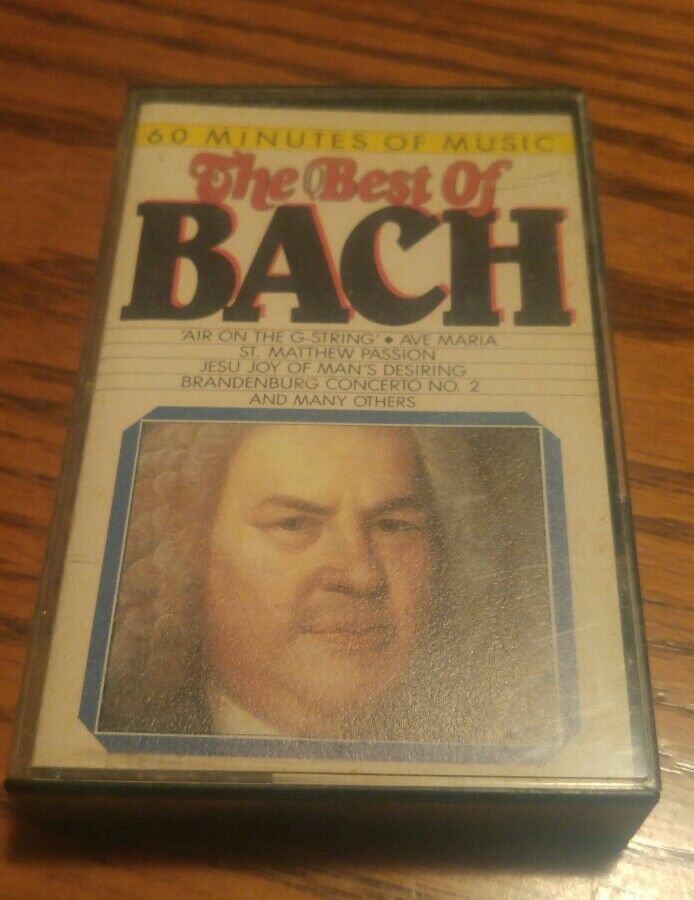 60 MINUTES OF MUSIC
The Best Of
BACH
'AIR ON THE G-STRING' ◆ AVE MARIA
ST. MATTHEW PASSION
JESU JOY OF MAN'S DESIRING
BRANDENBURG CONCERTO NO. 2
AND MANY OTHERS